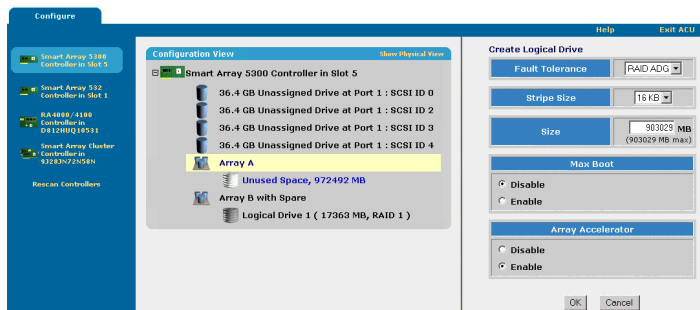 Configure
Help Exit ACU
Smart Array 5300
Controller in Slot 5
Smart Array 532
Controller in Slot 1
RA4000/4100
Controller in
D812HUQ10531
Smart Array Cluster
Controller in
9J28JN72N58N
Rescan Controllers
Configuration View Show Physical View
Smart Array 5300 Controller in Slot 5
36.4 GB Unassigned Drive at Port 1 : SCSI ID 0
36.4 GB Unassigned Drive at Port 1 : SCSI ID 2
36.4 GB Unassigned Drive at Port 1 : SCSI ID 3
36.4 GB Unassigned Drive at Port 1 : SCSI ID 4
Array A
Unused Space, 972492 MB
Array B with Spare
Logical Drive 1 ( 17363 MB, RAID 1 )
Create Logical Drive
Fault Tolerance RAID ADG
Stripe Size 16 KB
Size 903029 MB
(903029 MB max)
Max Boot
Disable
Enable
Array Accelerator
Disable
Enable
OK Cancel